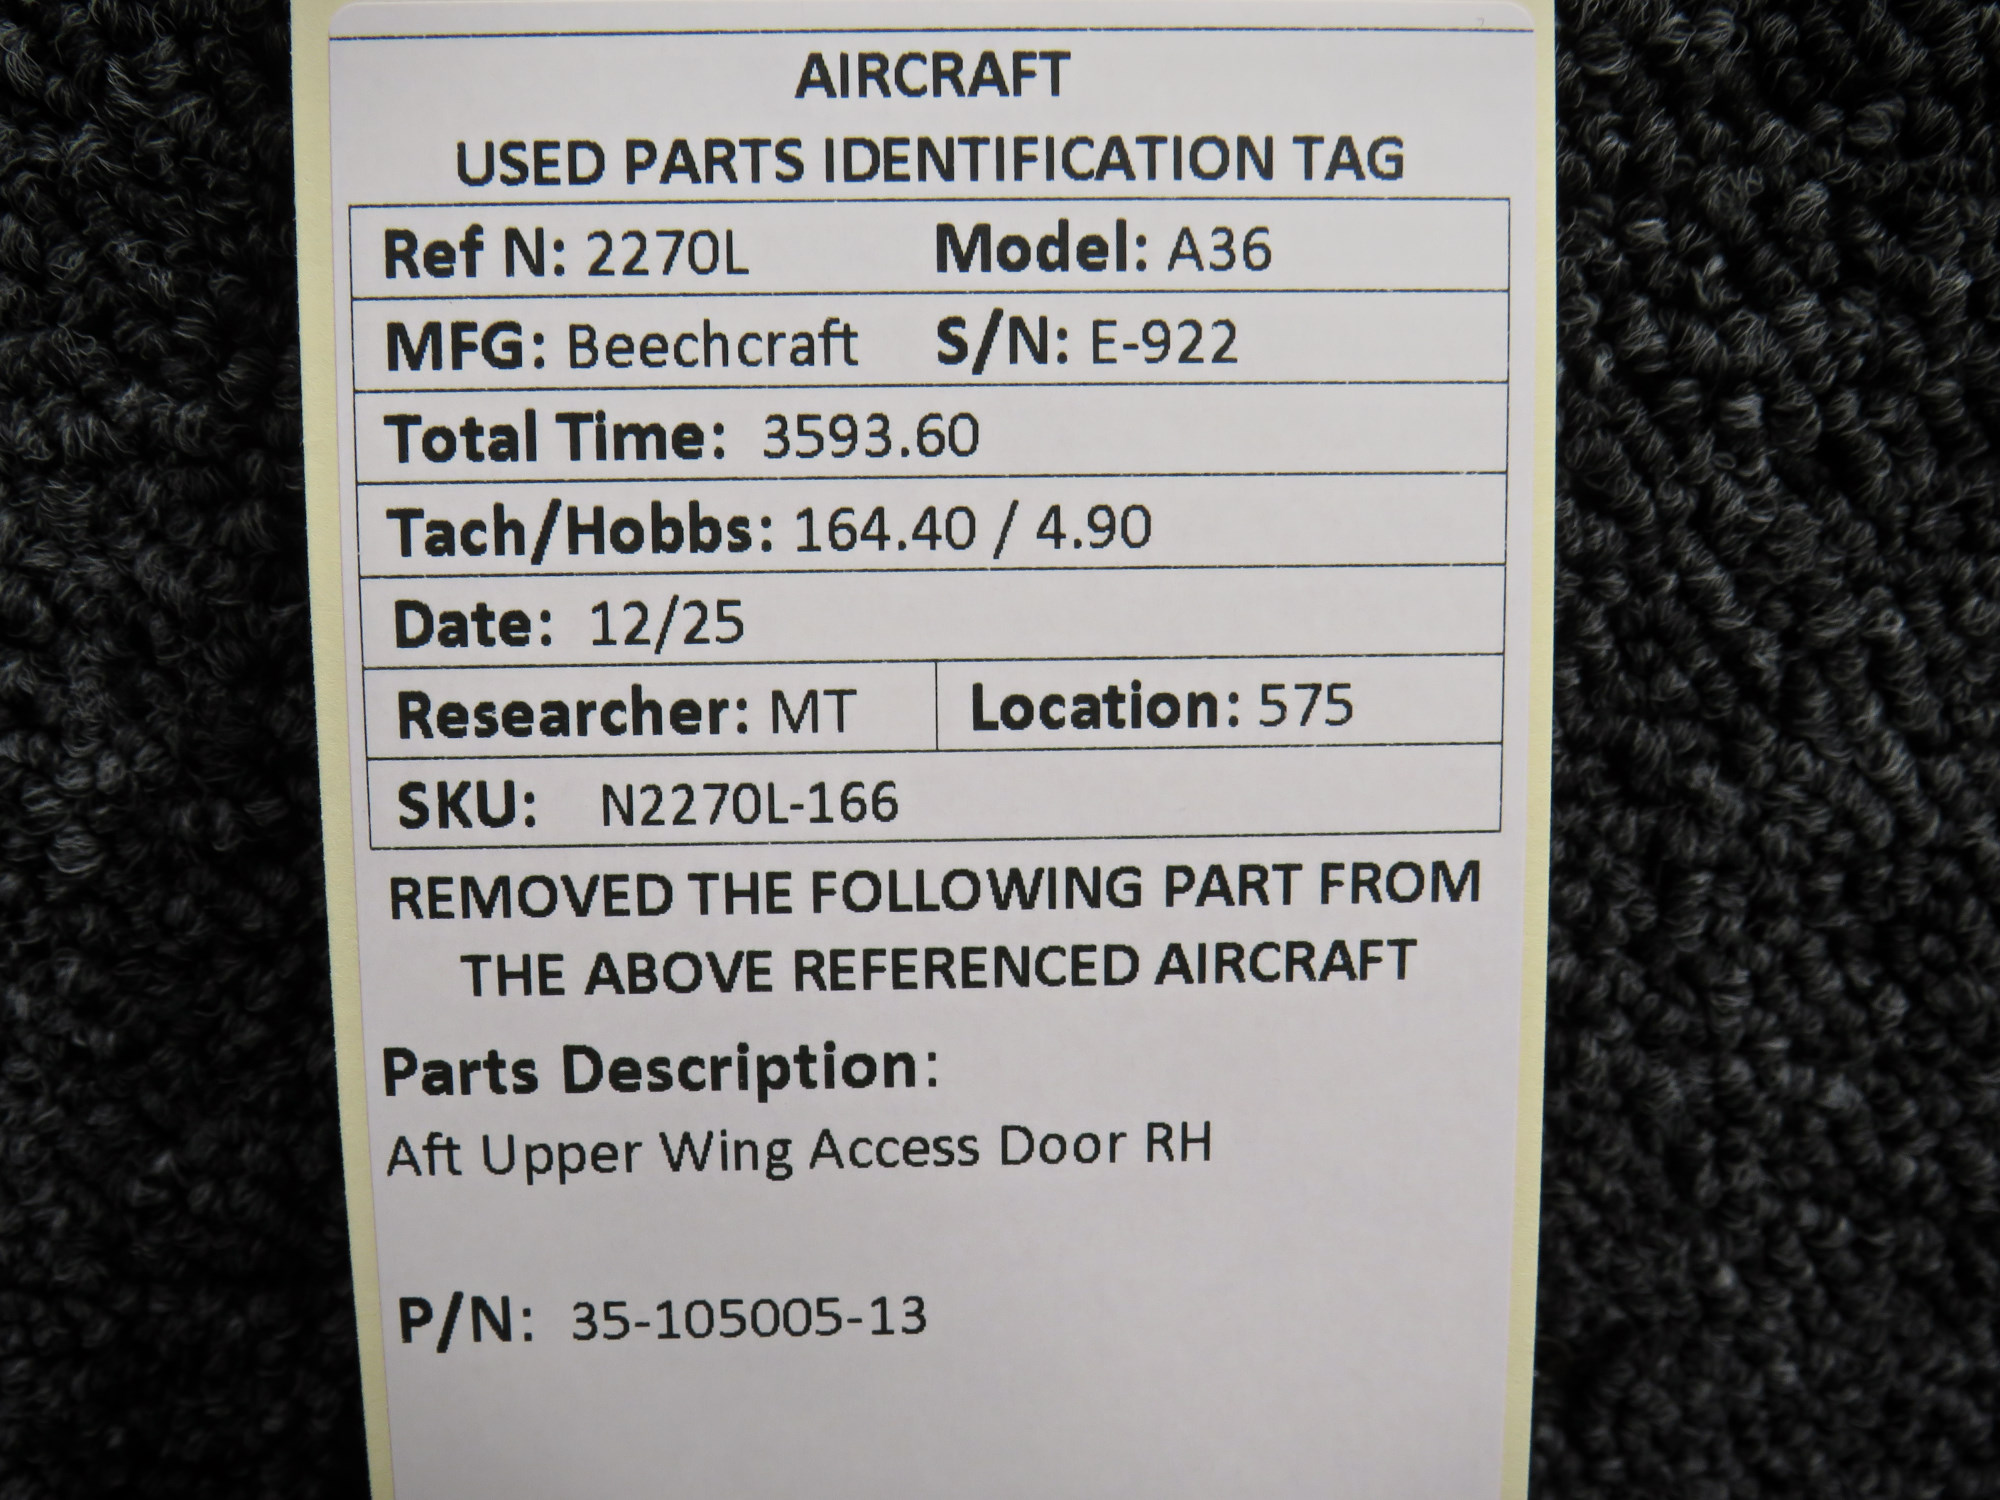 AIRCRAFT
USED PARTS IDENTIFICATION TAG
Ref N: 2270L Model: A36
MFG: Beechcraft S/N: E-922
Total Time: 3593.60
Tach/Hobbs: 164.40 / 4.90
Date: 12/25
Researcher: MT Location: 575
SKU: N2270L-166
REMOVED THE FOLLOWING PART FROM
THE ABOVE REFERENCED AIRCRAFT
Parts Description:
Aft Upper Wing Access Door RH
P/N: 35-105005-13